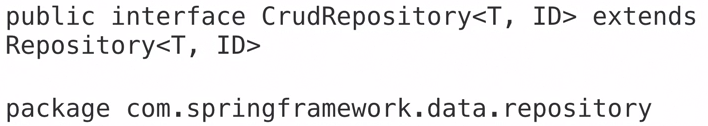 public interface CrudRepository<T, ID> extends
Repository<T, ID>
package com.springframework.data.repository